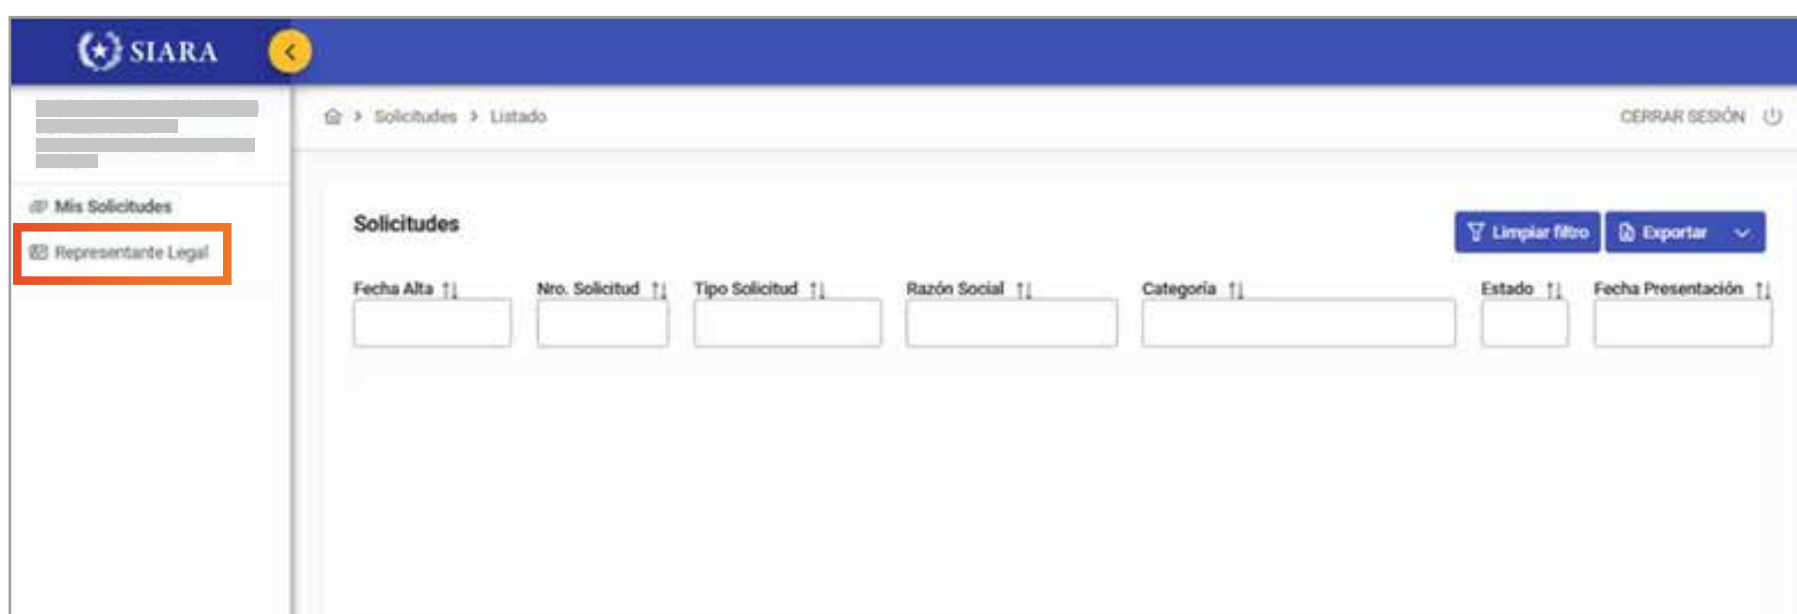 SIARA
Solicitudes > Listado
CERRAR SESIÓN
Mis Solicitudes
Representante Legal
Solicitudes
Limpiar filtro
Exportar
Fecha Alta
Nro. Solicitud
Tipo Solicitud
Razón Social
Categoría
Estado
Fecha Presentación